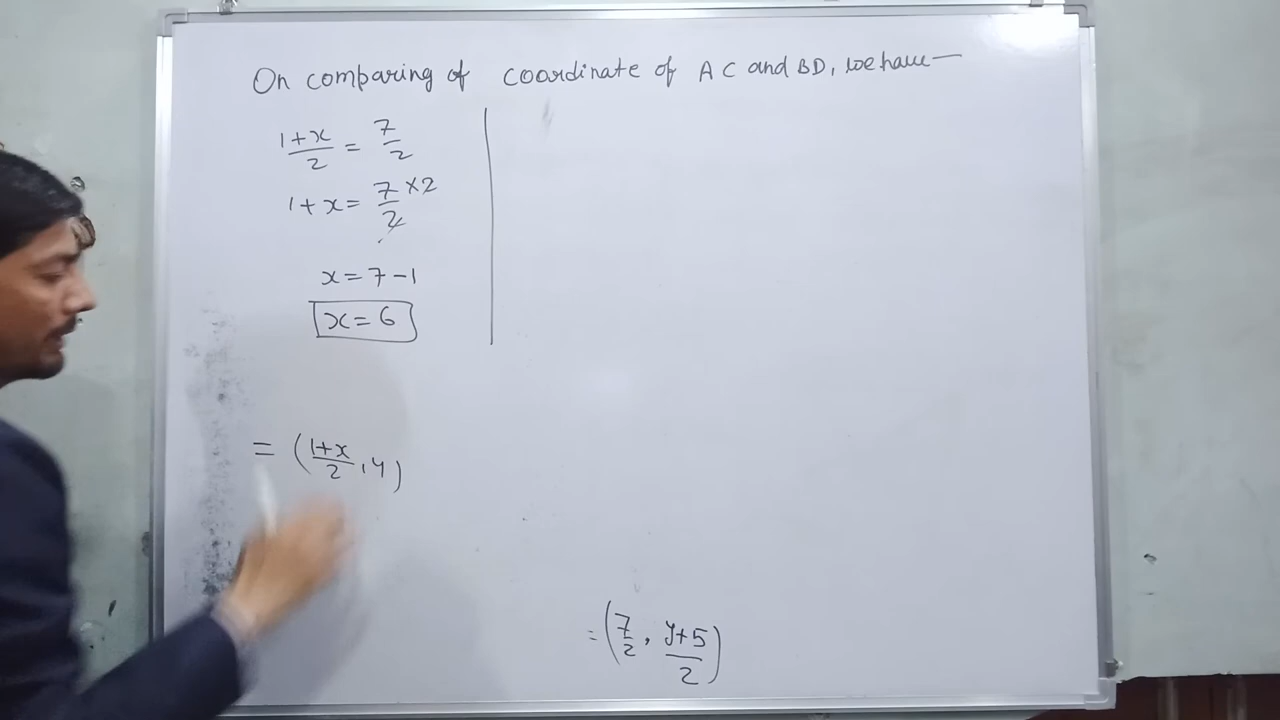 On comparing of coordinate of AC and BD, we have—
1+x/2 = 7/2
1+x = 7/2 ×2
x = 7-1
x = 6
= (1+x/2, 4)
= (7/2, y+5/2)